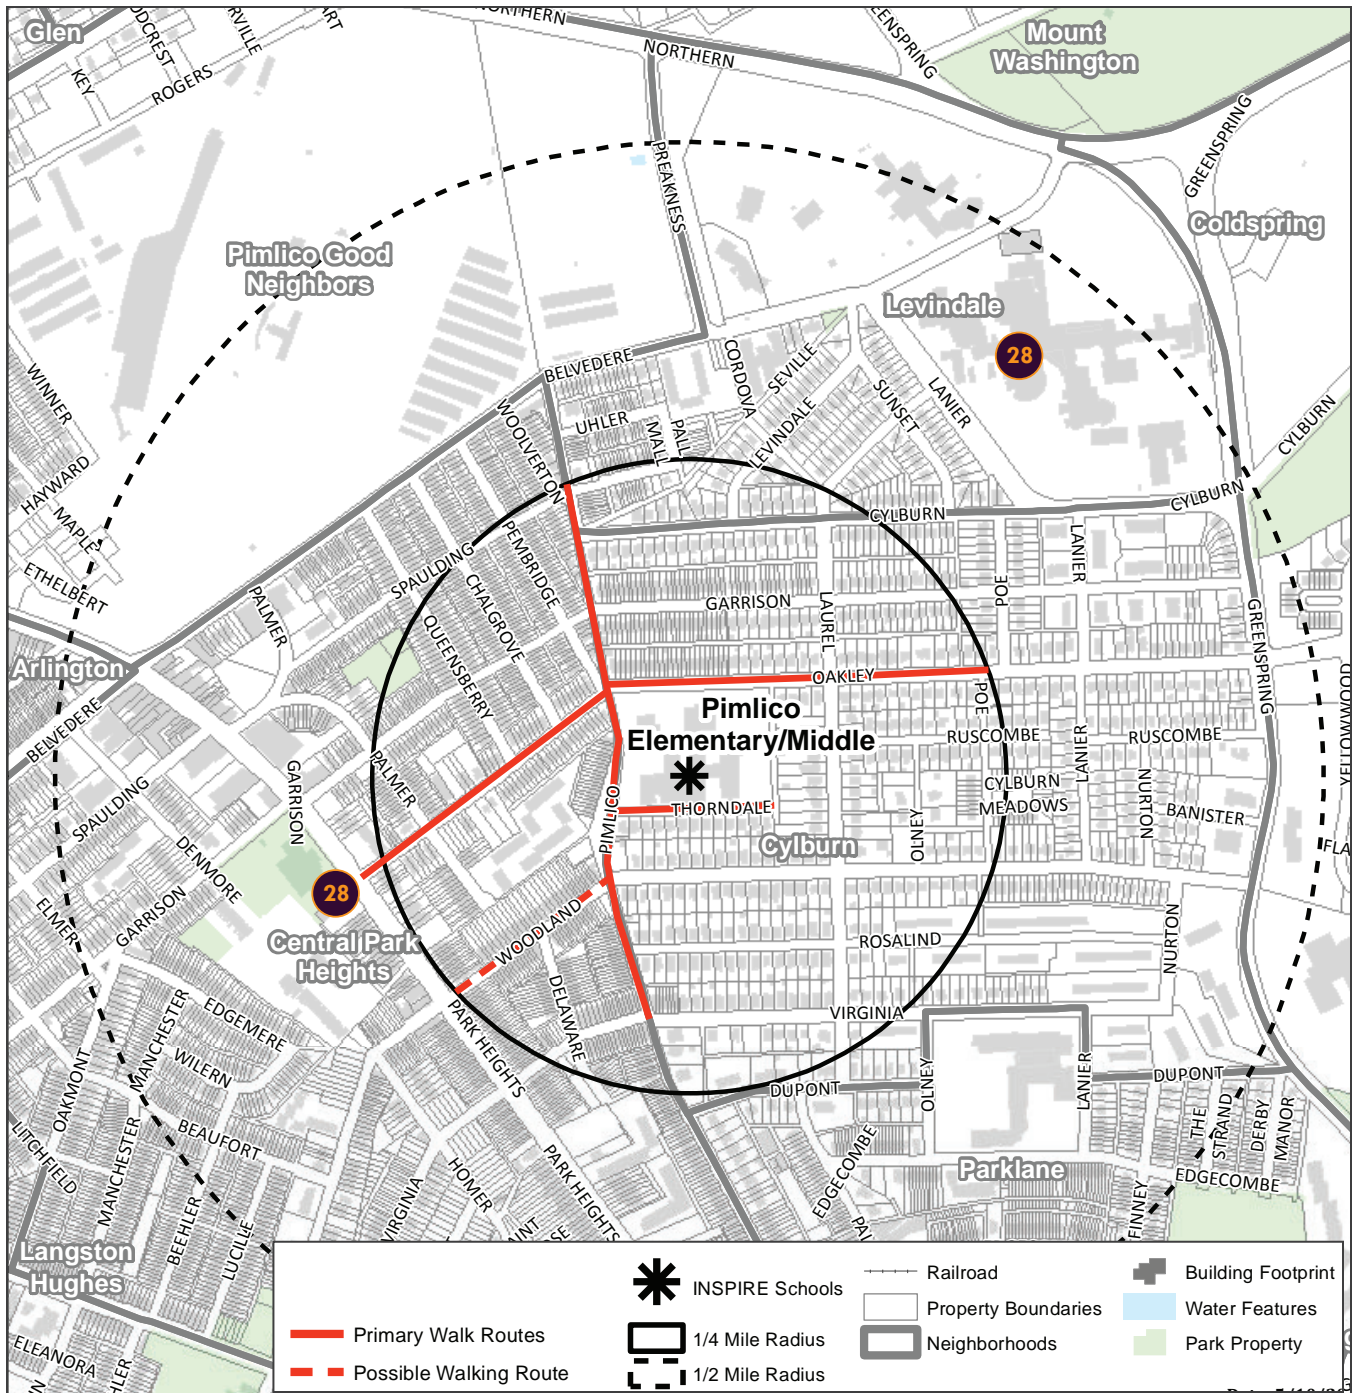 Glen
KEY
ROGERS
NORTHERN
NORTHERN
Mount
Washington
GREENSPRING
PREAKNESS
Coldspring
Pimlico Good
Neighbors
Levindale
28
WINNER
HAYWARD
MAPLE
ETHELBERT
BELVEDERE
WOOLVERTON
UHLER
MALL
PALL
CORDOVA
SEVILLE
LEVINDALE
SUNSET
LANIER
CYLBURN
CYLBURN
CYLBURN
SPAULDING
PEMBRIDGE
CHALGROVE
QUEENSBERRY
PALMER
GARRISON
LAUREL
POE
LANIER
GREENSPRING
Arlington
BELVEDERE
OAKLEY
POE
Pimlico
Elementary/Middle
RUSCOMBE
LANIER
RUSCOMBE
YELLOWWOOD
GARRISON
PALMER
SPAULDING
DENMORE
PIMLICO
THORNDALE
CYLBURN
MEADOWS
NURTON
BANISTER
OLNEY
Cylburn
28
ELMER
GARRISON
Central Park
Heights
WOODLAND
DELAWARE
ROSALIND
NURTON
VIRGINIA
PARK HEIGHTS
MANCHESTER
EDGEMERE
WILERN
OAKMONT
BEAUFORT
LITCHFIELD
MANCHESTER
BEEHLER
LUCILLE
VIRGINIA
HOMER
PARK HEIGHTS
DUPONT
OLNEY
LANIER
DUPONT
THE
STRAND
DERBY
MANOR
EDGECOMBE
Parklane
EDGECOMBE
FINNEY
Langston
Hughes
ELEANORA
INSPIRE Schools
Railroad
Building Footprint
Property Boundaries
Water Features
Primary Walk Routes
1/4 Mile Radius
Neighborhoods
Park Property
Possible Walking Route
1/2 Mile Radius